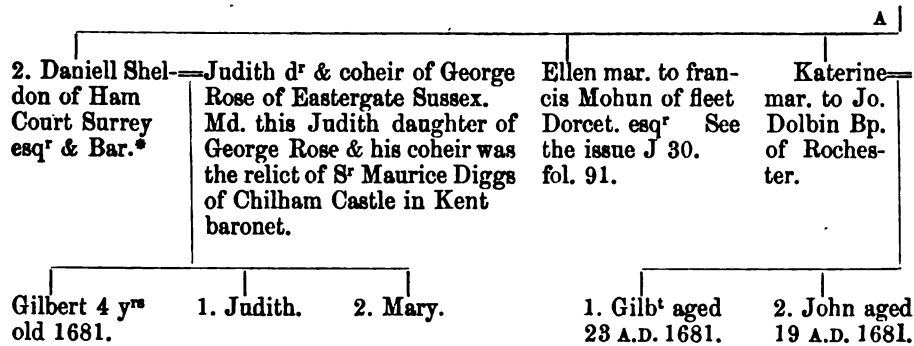 A
2. Daniell Shel-
don of Ham
Court Surrey
esqʳ & Bar.*
Judith dʳ & coheir of George
Rose of Eastergate Sussex.
Md. this Judith daughter of
George Rose & his coheir was
the relict of Sʳ Maurice Diggs
of Chilham Castle in Kent
baronet.
Ellen mar. to fran-
cis Mohun of fleet
Dorcet. esqʳ See
the issue J 30.
fol. 91.
Katerine
mar. to Jo.
Dolbin Bp.
of Roches-
ter.
Gilbert 4 yʳˢ
old 1681.
1. Judith.
2. Mary.
1. Gilbᵗ aged
23 A.D. 1681.
2. John aged
19 A.D. 1681.